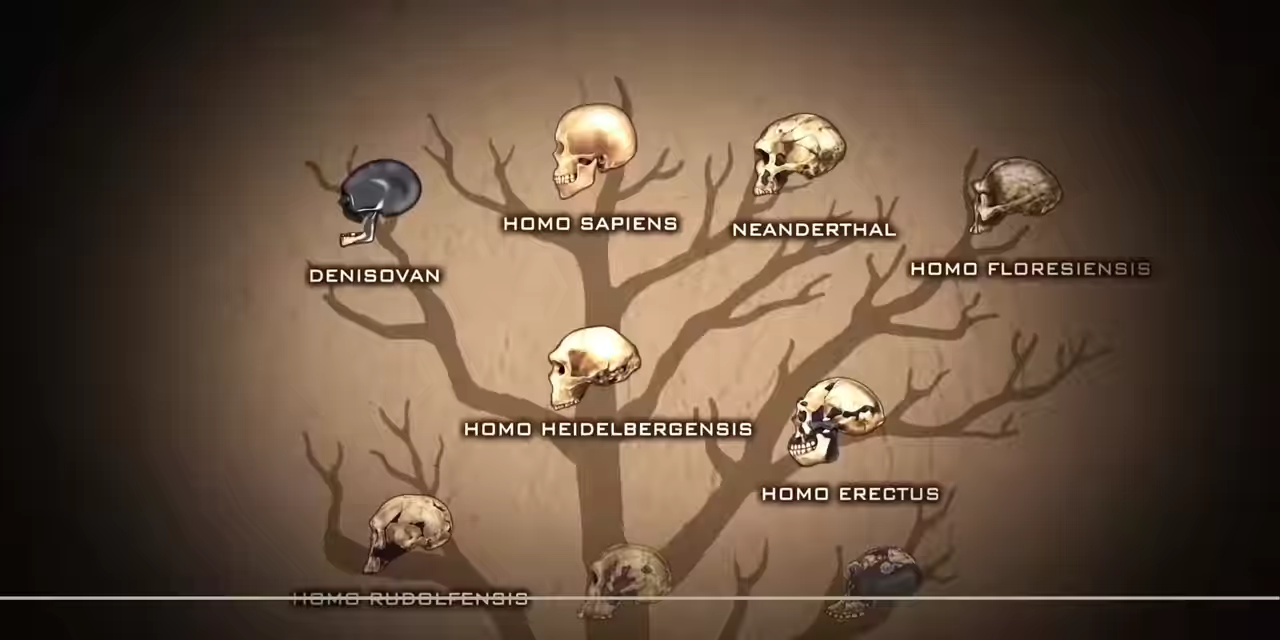 HOMO SAPIENS
NEANDERTHAL
HOMO FLORESIENSIS
DENISOVAN
HOMO HEIDELBERGENSIS
HOMO ERECTUS
HOMO RUDOLFENSIS